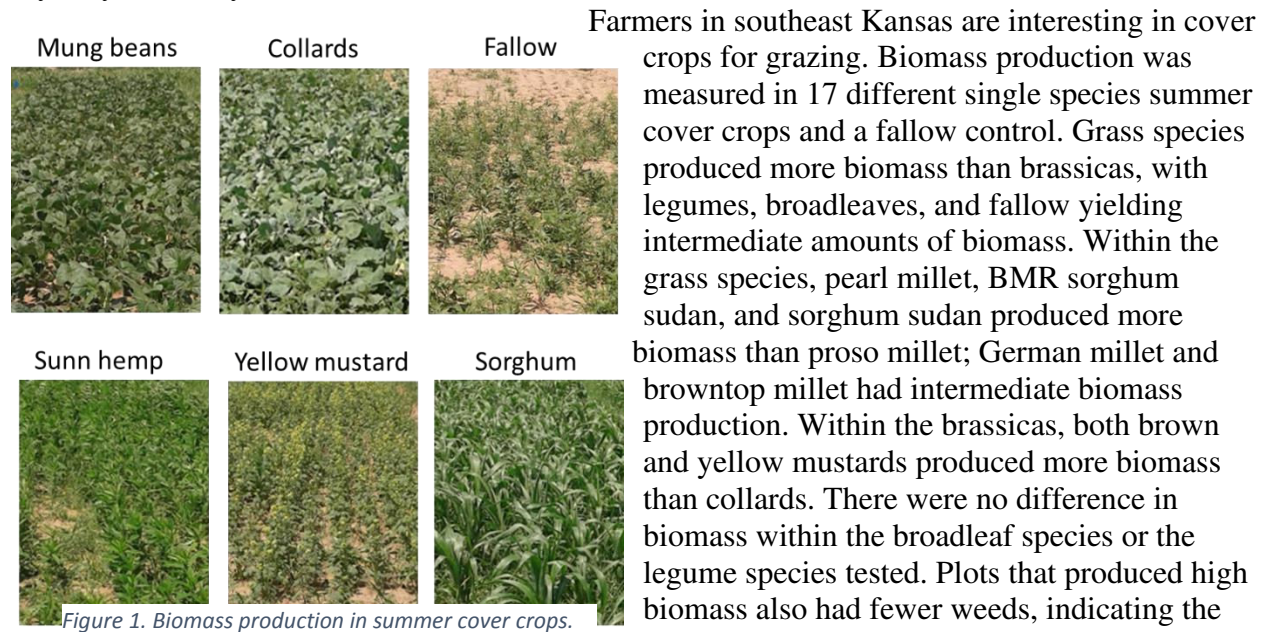 Mung beans
Collards
Fallow
Sunn hemp
Yellow mustard
Sorghum
Figure 1. Biomass production in summer cover crops.
Farmers in southeast Kansas are interesting in cover
crops for grazing. Biomass production was
measured in 17 different single species summer
cover crops and a fallow control. Grass species
produced more biomass than brassicas, with
legumes, broadleaves, and fallow yielding
intermediate amounts of biomass. Within the
grass species, pearl millet, BMR sorghum
sudan, and sorghum sudan produced more
biomass than proso millet; German millet and
browntop millet had intermediate biomass
production. Within the brassicas, both brown
and yellow mustards produced more biomass
than collards. There were no difference in
biomass within the broadleaf species or the
legume species tested. Plots that produced high
biomass also had fewer weeds, indicating the